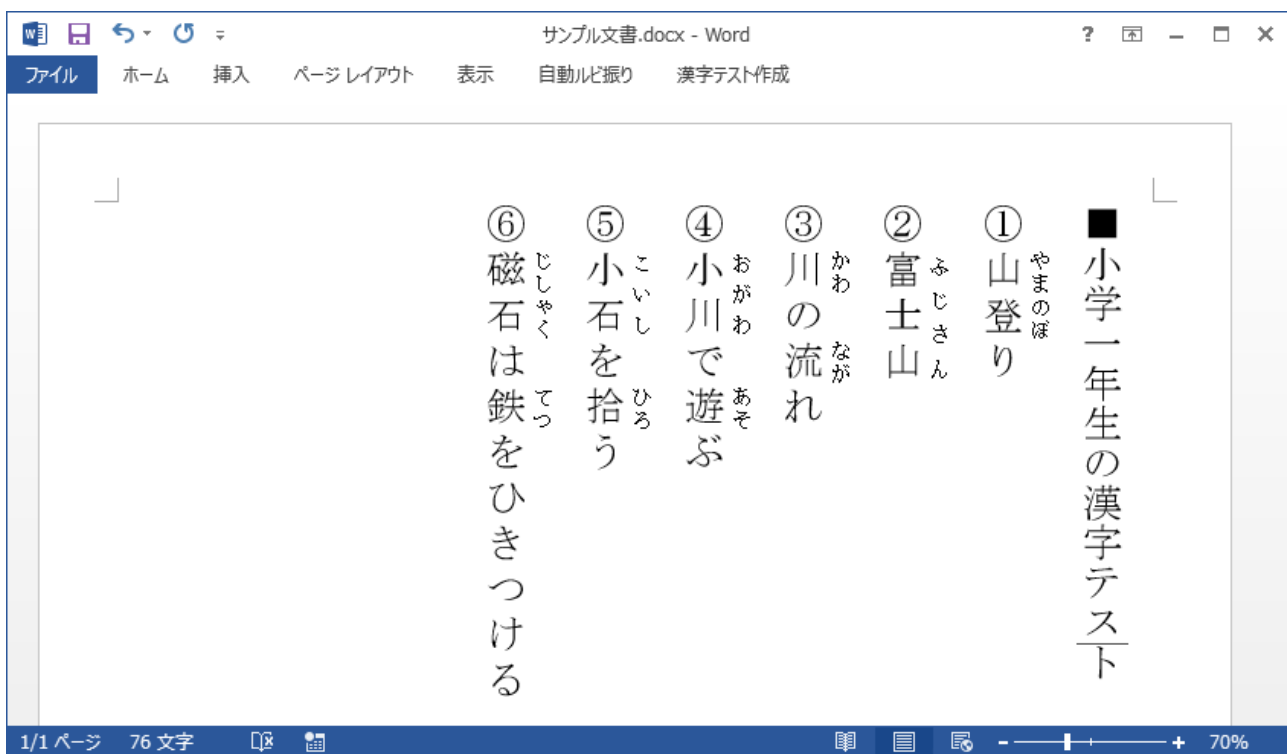 サンプル文書.docx - Word
?
ファイル ホーム 挿入 ページ レイアウト 表示 自動ルビ振り 漢字テスト作成
■小学一年生の漢字テスト
やまのぼ
①山登り
ふじさん
②富士山
かわ なが
③川の流れ
おがわ あそ
④小川で遊ぶ
こいし ひろ
⑤小石を拾う
じしゃく てつ
⑥磁石は鉄をひきつける
1/1 ページ 76 文字 70%